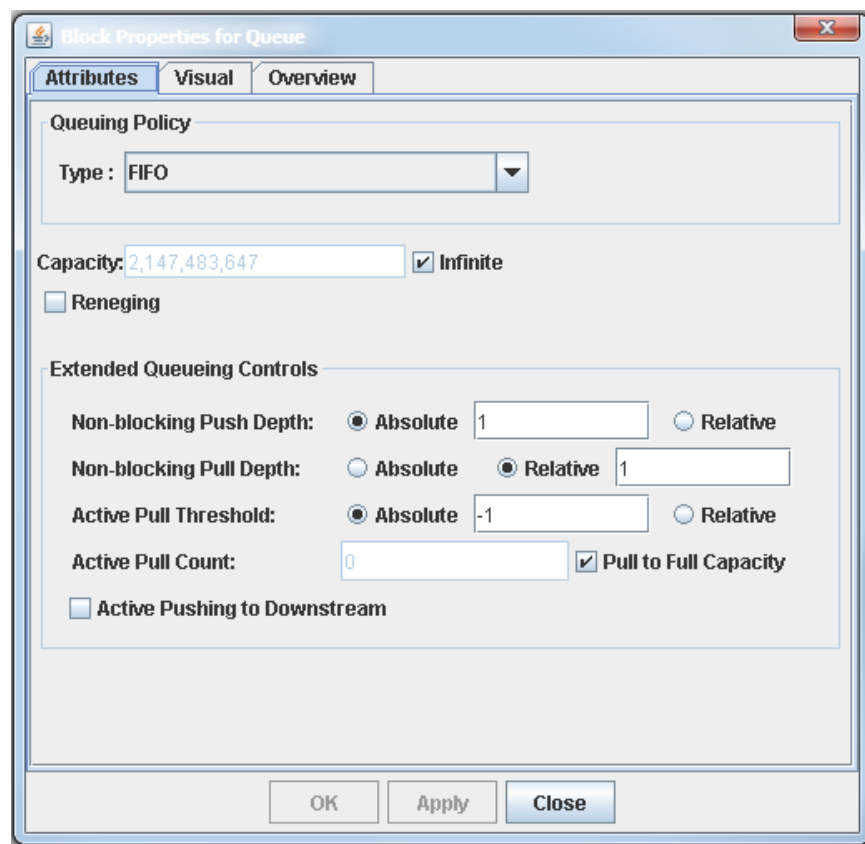 Block Properties for Queue
Attributes Visual Overview
Queuing Policy
Type : FIFO
Capacity: 2,147,483,647 Infinite
Reneging
Extended Queueing Controls
Non-blocking Push Depth: Absolute 1 Relative
Non-blocking Pull Depth: Absolute Relative 1
Active Pull Threshold: Absolute -1 Relative
Active Pull Count: 0 Pull to Full Capacity
Active Pushing to Downstream
OK Apply Close